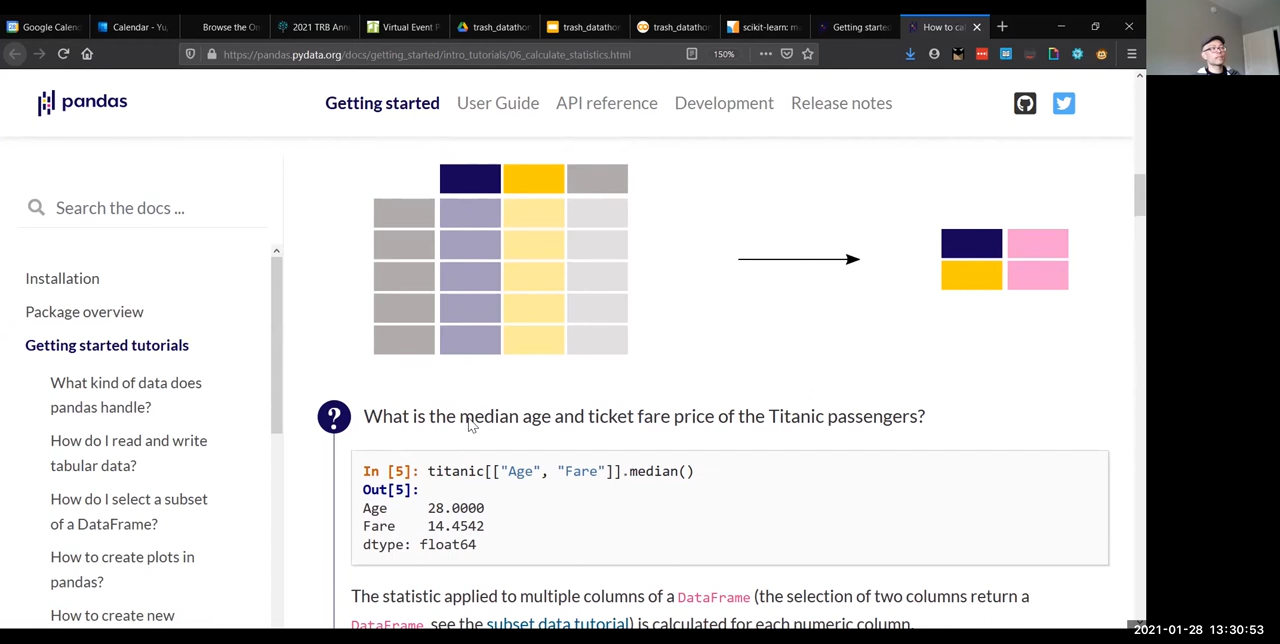 Google Calend
Calendar - Yu,
Browse the On
2021 TRB Ann
Virtual Event P
trash_datathor
trash_datathor
trash_datathor
scikit-learn: m
Getting started
How to cal
https://pandas.pydata.org/docs/getting_started/intro_tutorials/06_calculate_statistics.html
150%
pandas
Getting started
User Guide
API reference
Development
Release notes
Search the docs ...
Installation
Package overview
Getting started tutorials
What kind of data does
pandas handle?
How do I read and write
tabular data?
How do I select a subset
of a DataFrame?
How to create plots in
pandas?
How to create new
?
What is the median age and ticket fare price of the Titanic passengers?
In [5]: titanic[["Age", "Fare"]].median()
Out[5]:
Age 28.0000
Fare 14.4542
dtype: float64
The statistic applied to multiple columns of a DataFrame (the selection of two columns return a
DataFrame, see the subset data tutorial) is calculated for each numeric column.
2021-01-28 13:30:53